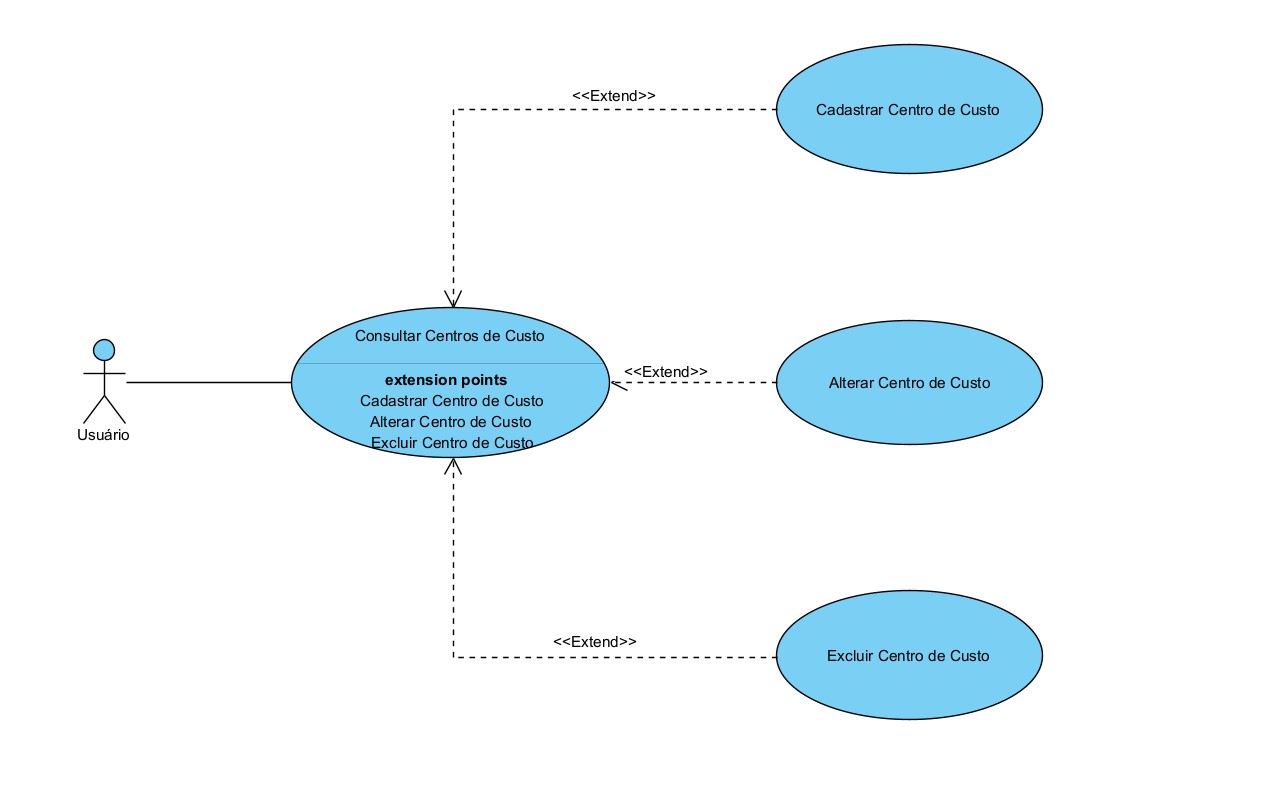 <<Extend>>
Cadastrar Centro de Custo
Consultar Centros de Custo
extension points
Cadastrar Centro de Custo
Alterar Centro de Custo
Excluir Centro de Custo
<<Extend>>
Alterar Centro de Custo
Usuário
<<Extend>>
Excluir Centro de Custo